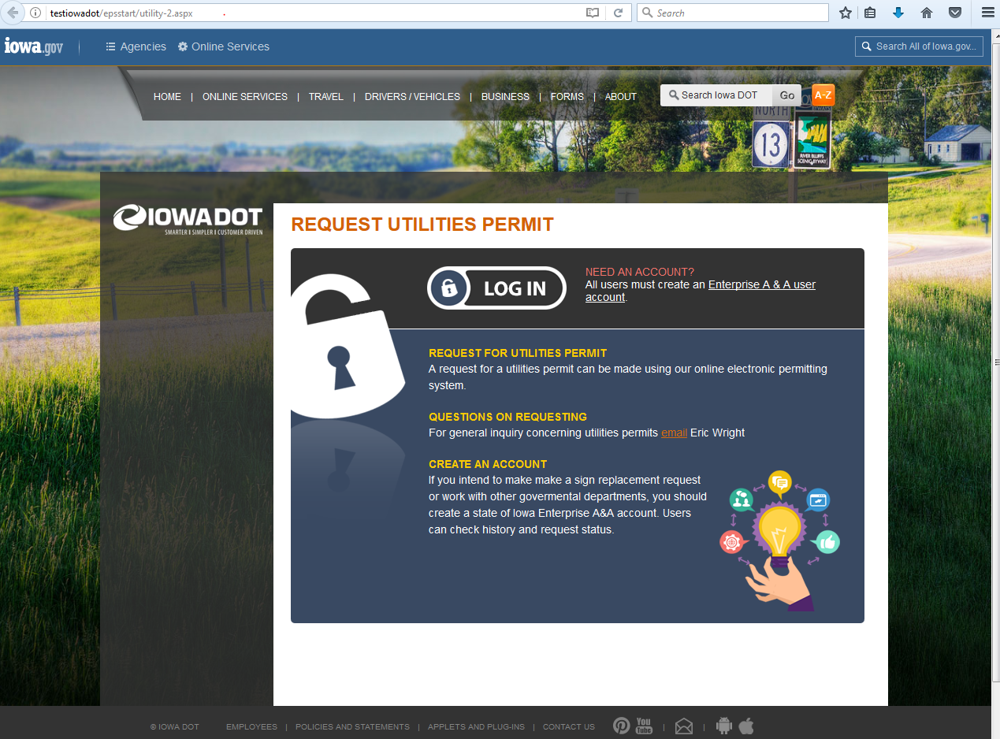 testiowadot/epsstart/utility-2.aspx
Search
iowa.gov
Agencies
Online Services
Search All of Iowa.gov...
HOME | ONLINE SERVICES | TRAVEL | DRIVERS / VEHICLES | BUSINESS | FORMS | ABOUT
Search Iowa DOT
Go
A-Z
NORTH
13
RIVER BLUFFS
SCENIC BYWAY
IOWADOT
SMARTER | SIMPLER | CUSTOMER DRIVEN
REQUEST UTILITIES PERMIT
LOG IN
NEED AN ACCOUNT?
All users must create an Enterprise A & A user
account.
REQUEST FOR UTILITIES PERMIT
A request for a utilities permit can be made using our online electronic permitting
system.
QUESTIONS ON REQUESTING
For general inquiry concerning utilities permits email Eric Wright
CREATE AN ACCOUNT
If you intend to make make a sign replacement request
or work with other govermental departments, you should
create a state of Iowa Enterprise A&A account. Users
can check history and request status.
© IOWA DOT
EMPLOYEES | POLICIES AND STATEMENTS | APPLETS AND PLUG-INS | CONTACT US
You
Tube